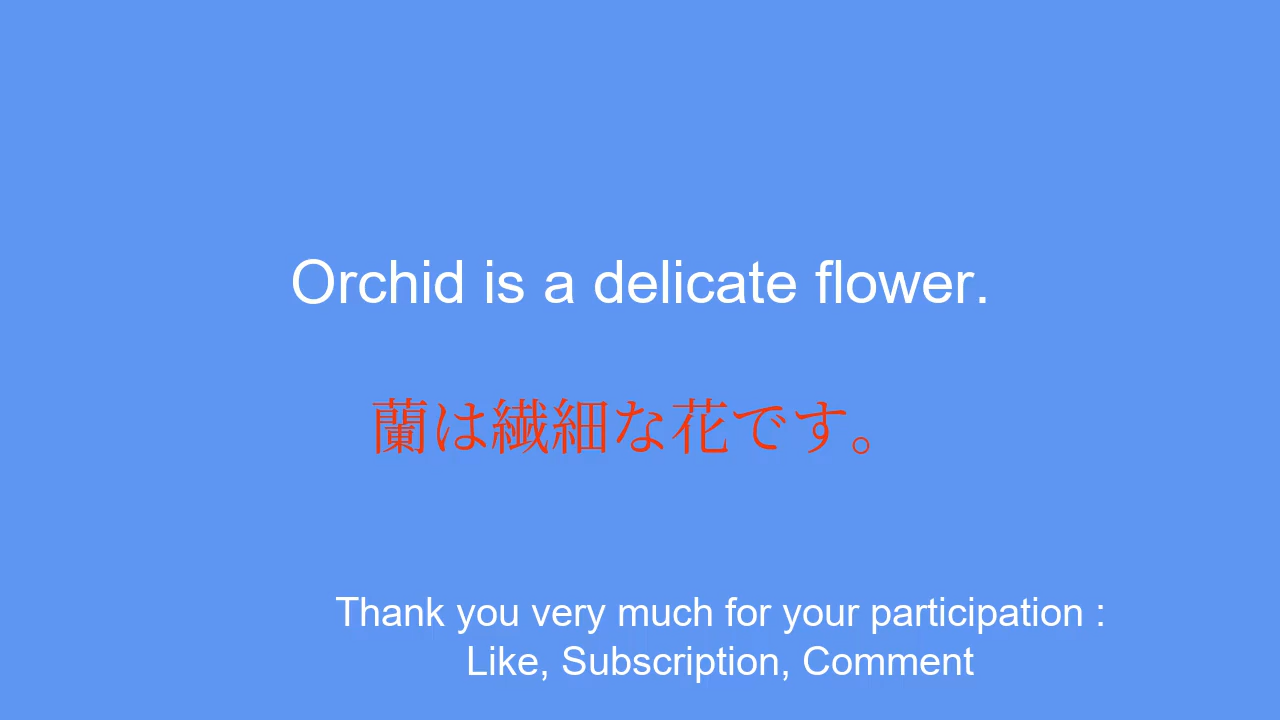 Orchid is a delicate flower.
蘭は繊細な花です。
Thank you very much for your participation :
Like, Subscription, Comment